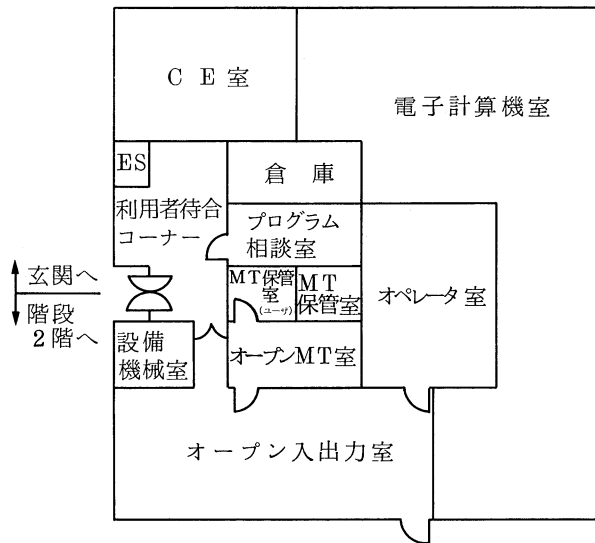 CE室
電子計算機室
ES
倉庫
利用者待合
コーナー
プログラム
相談室
玄関へ
階段
2階へ
MT保管
室
(ユーザ)
MT
保管室
オペレータ室
設備
機械室
オープンMT室
オープン入出力室